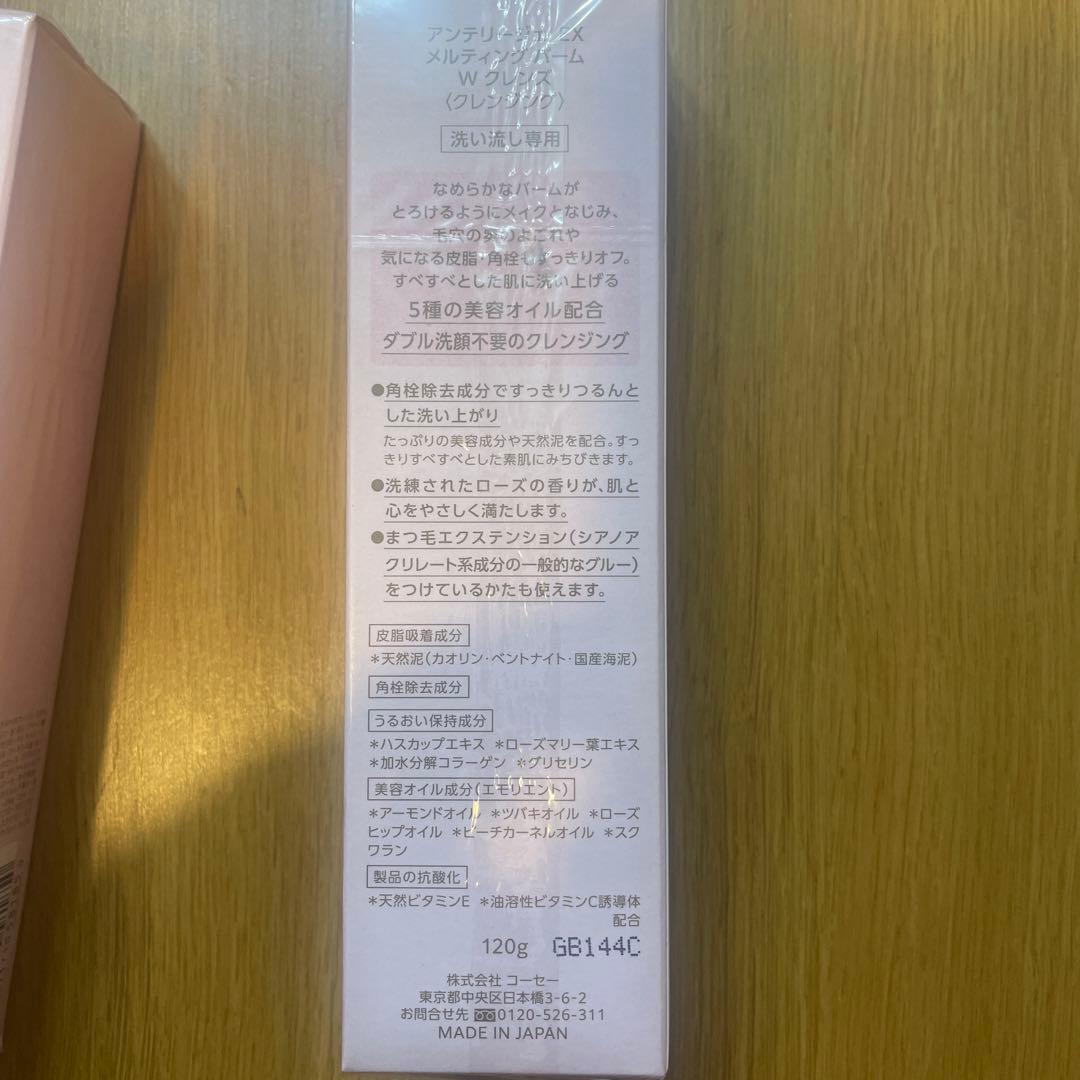 アンテリージェ EX
メルティング バーム
W クレンズ
〈クレンジング〉
洗い流し専用
なめらかなバームが
とろけるようにメイクとなじみ、
毛穴の奥のよごれや
気になる皮脂・角栓もすっきりオフ。
すべすべとした肌に洗い上げる
5種の美容オイル配合
ダブル洗顔不要のクレンジング
●角栓除去成分ですっきりつるんと
した洗い上がり
たっぷりの美容成分や天然泥を配合。すっ
きりすべすべとした素肌にみちびきます。
●洗練されたローズの香りが、肌と
心をやさしく満たします。
●まつ毛エクステンション(シアノア
クリレート系成分の一般的なグルー)
をつけているかたも使えます。
皮脂吸着成分
＊天然泥(カオリン・ベントナイト・国産海泥)
角栓除去成分
うるおい保持成分
＊ハスカップエキス ＊ローズマリー葉エキス
＊加水分解コラーゲン ＊グリセリン
美容オイル成分(エモリエント)
＊アーモンドオイル ＊ツバキオイル ＊ローズ
ヒップオイル ＊ピーチカーネルオイル ＊スク
ワラン
製品の抗酸化
＊天然ビタミンE ＊油溶性ビタミンC誘導体
配合
120g GB144C
株式会社 コーセー
東京都中央区日本橋3-6-2
お問合せ先 0120-526-311
MADE IN JAPAN